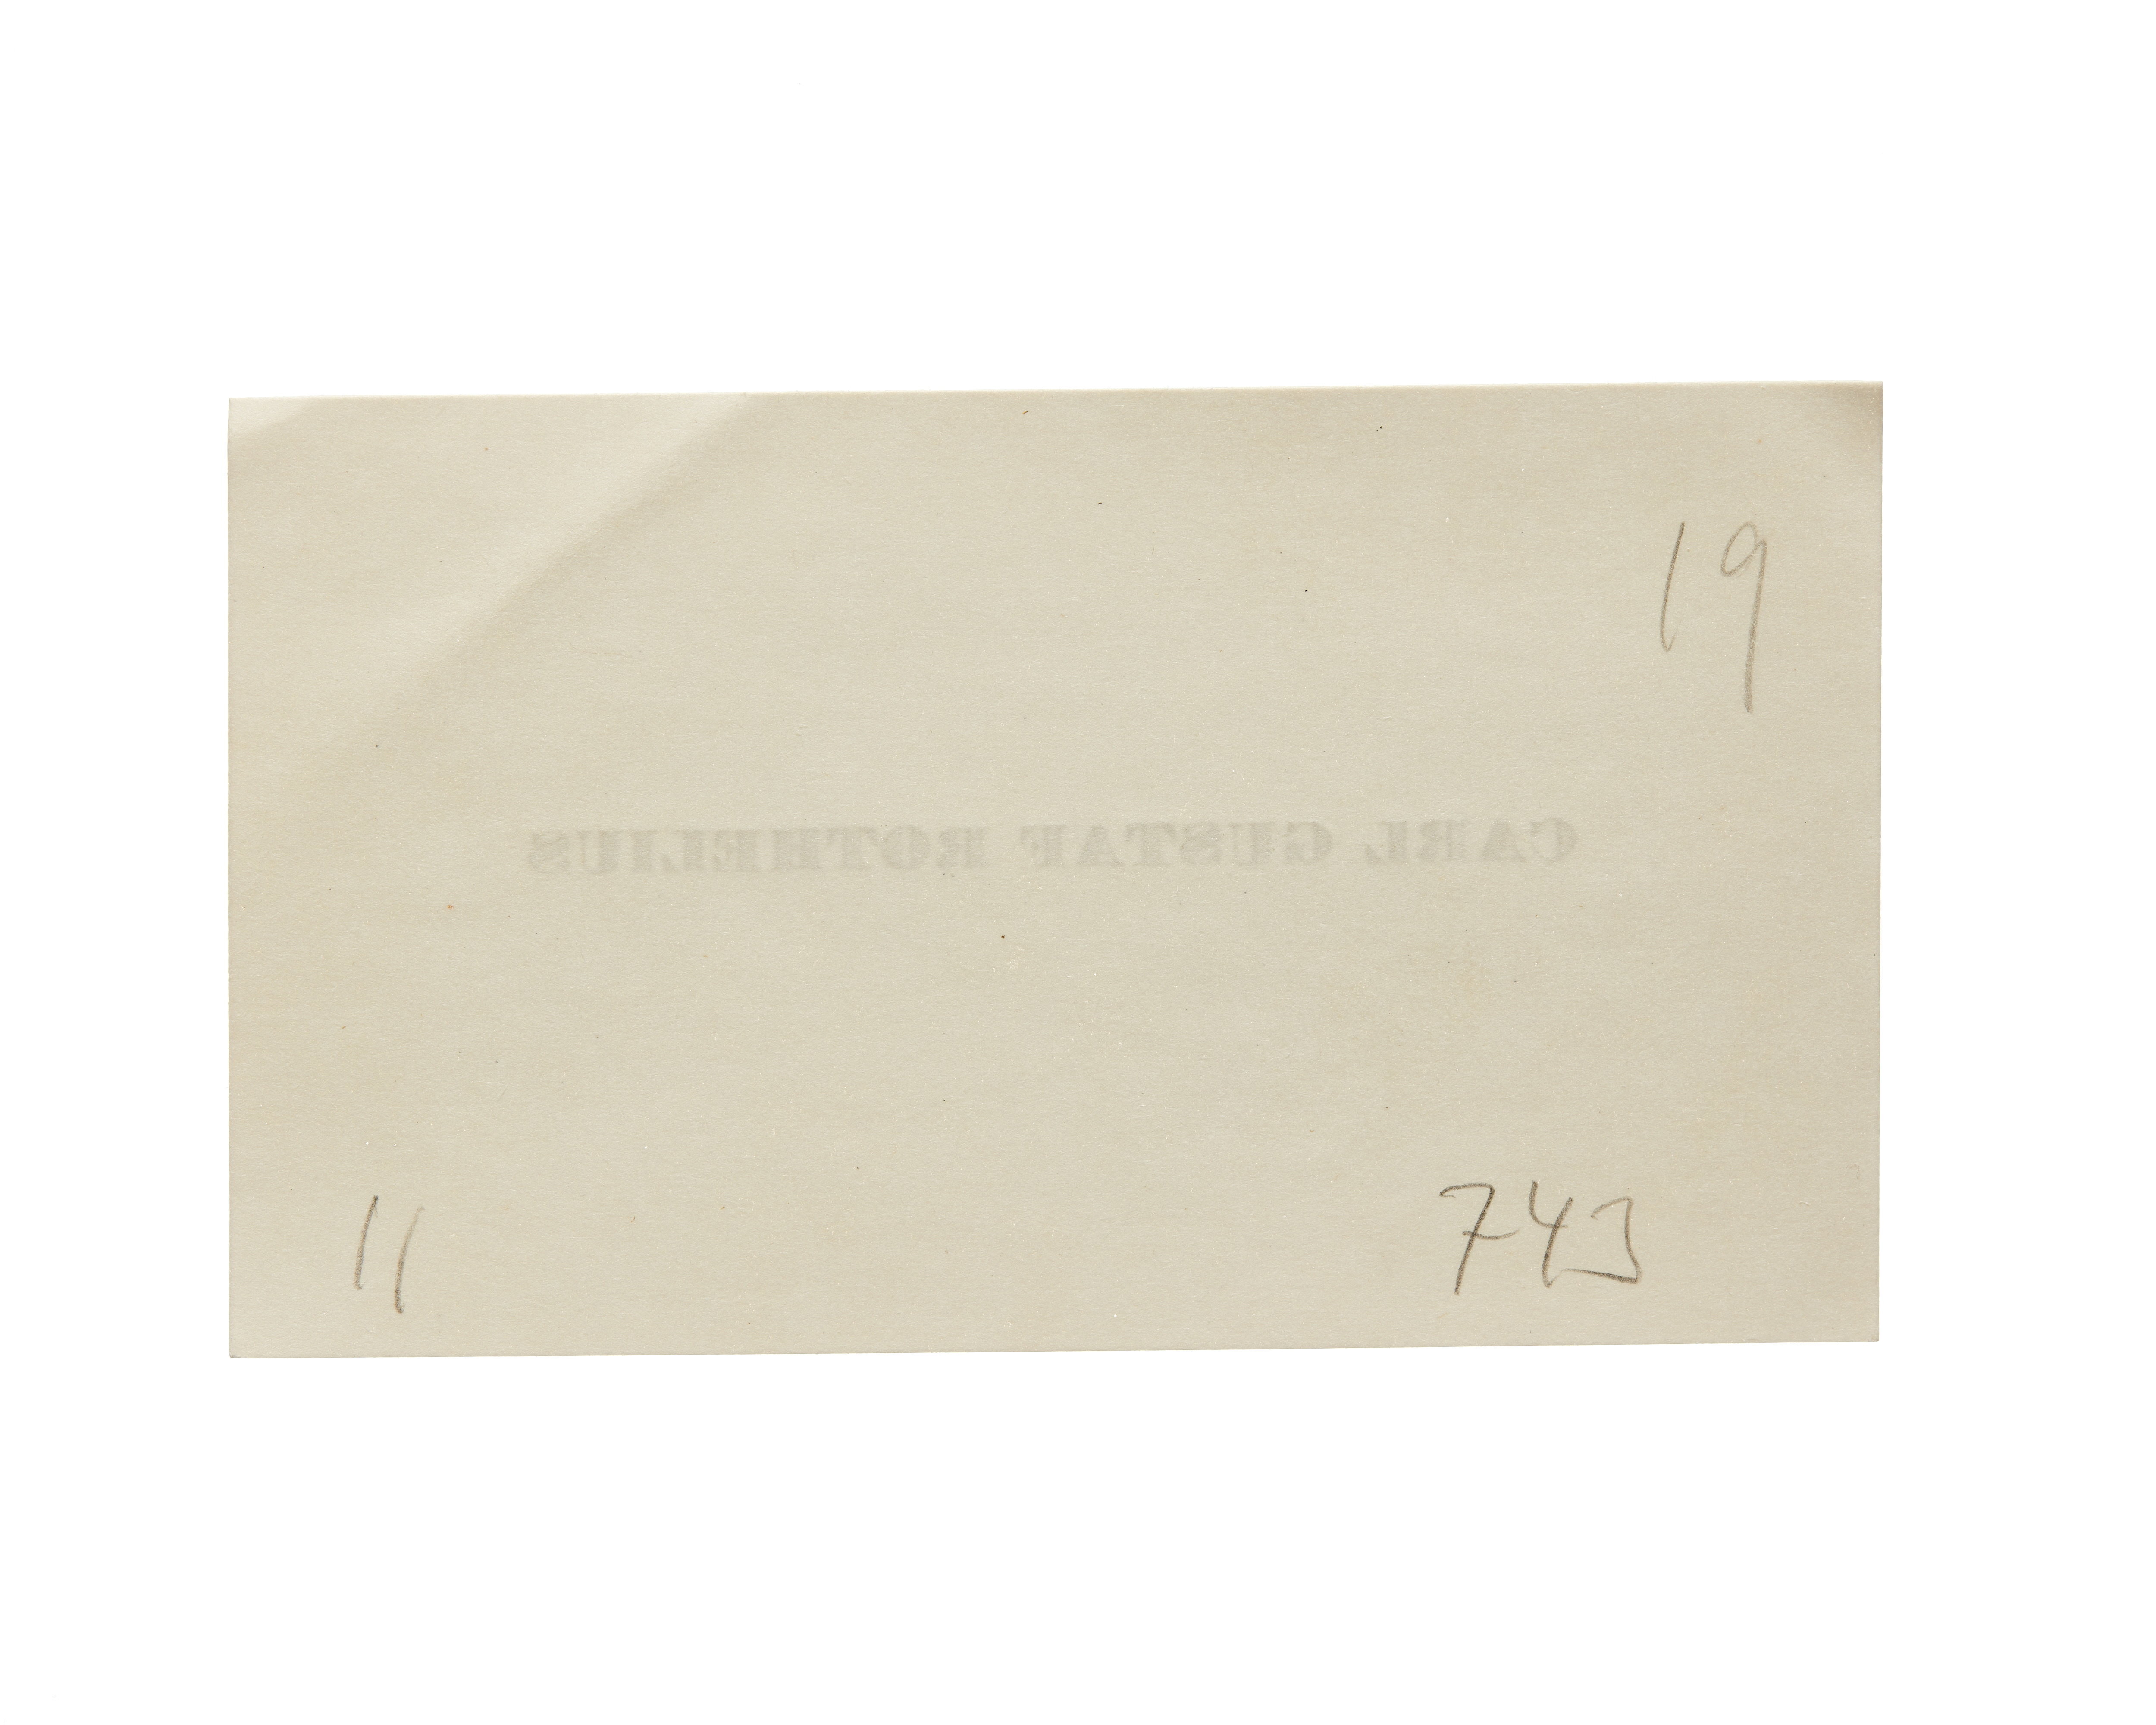 19
CARL GUSTAF ROTHELIUS
11 743